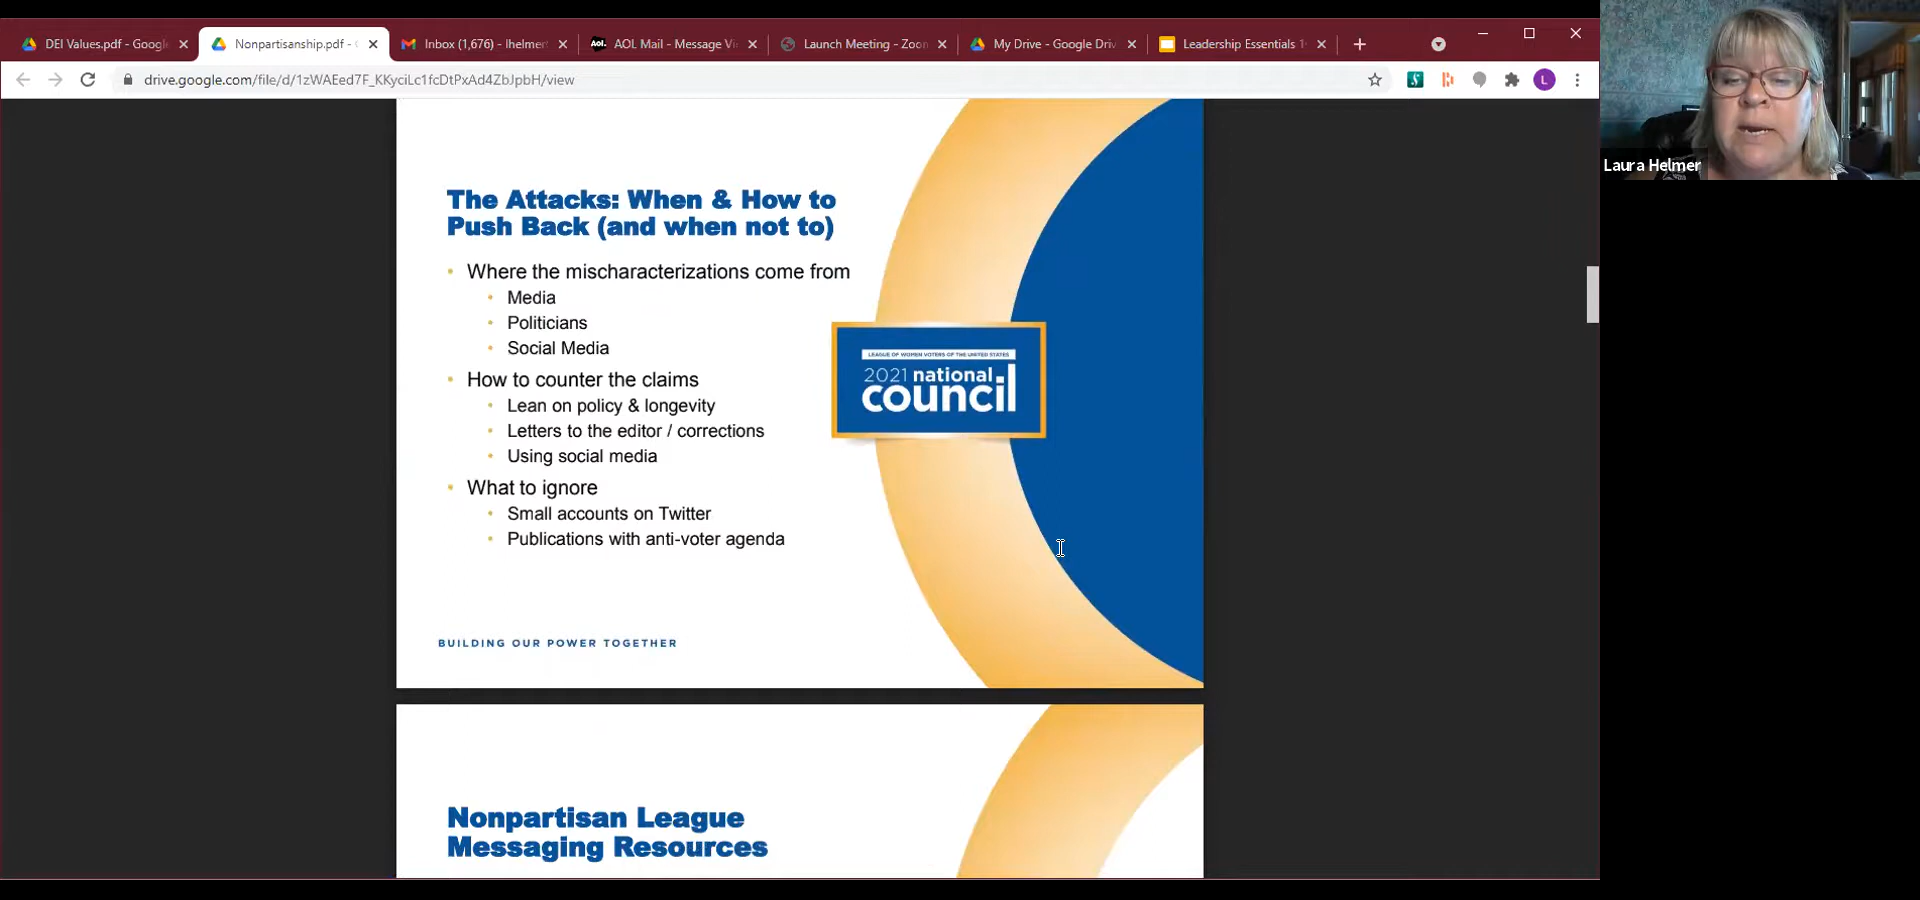 DEI Values.pdf - Googl
Nonpartisanship.pdf -
Inbox (1,676) - lhelmer
Aol.
AOL Mail - Message Vi
Launch Meeting - Zoo
My Drive - Google Driv
Leadership Essentials 1
drive.google.com/file/d/1zWAEed7F_KKyciLc1fcDtPxAd4ZbJpbH/view
L
Laura Helmer
The Attacks: When & How to
Push Back (and when not to)
Where the mischaracterizations come from
Media
Politicians
Social Media
How to counter the claims
Lean on policy & longevity
Letters to the editor / corrections
Using social media
What to ignore
Small accounts on Twitter
Publications with anti-voter agenda
LEAGUE OF WOMEN VOTERS OF THE UNITED STATES
2021 national
council
BUILDING OUR POWER TOGETHER
Nonpartisan League
Messaging Resources